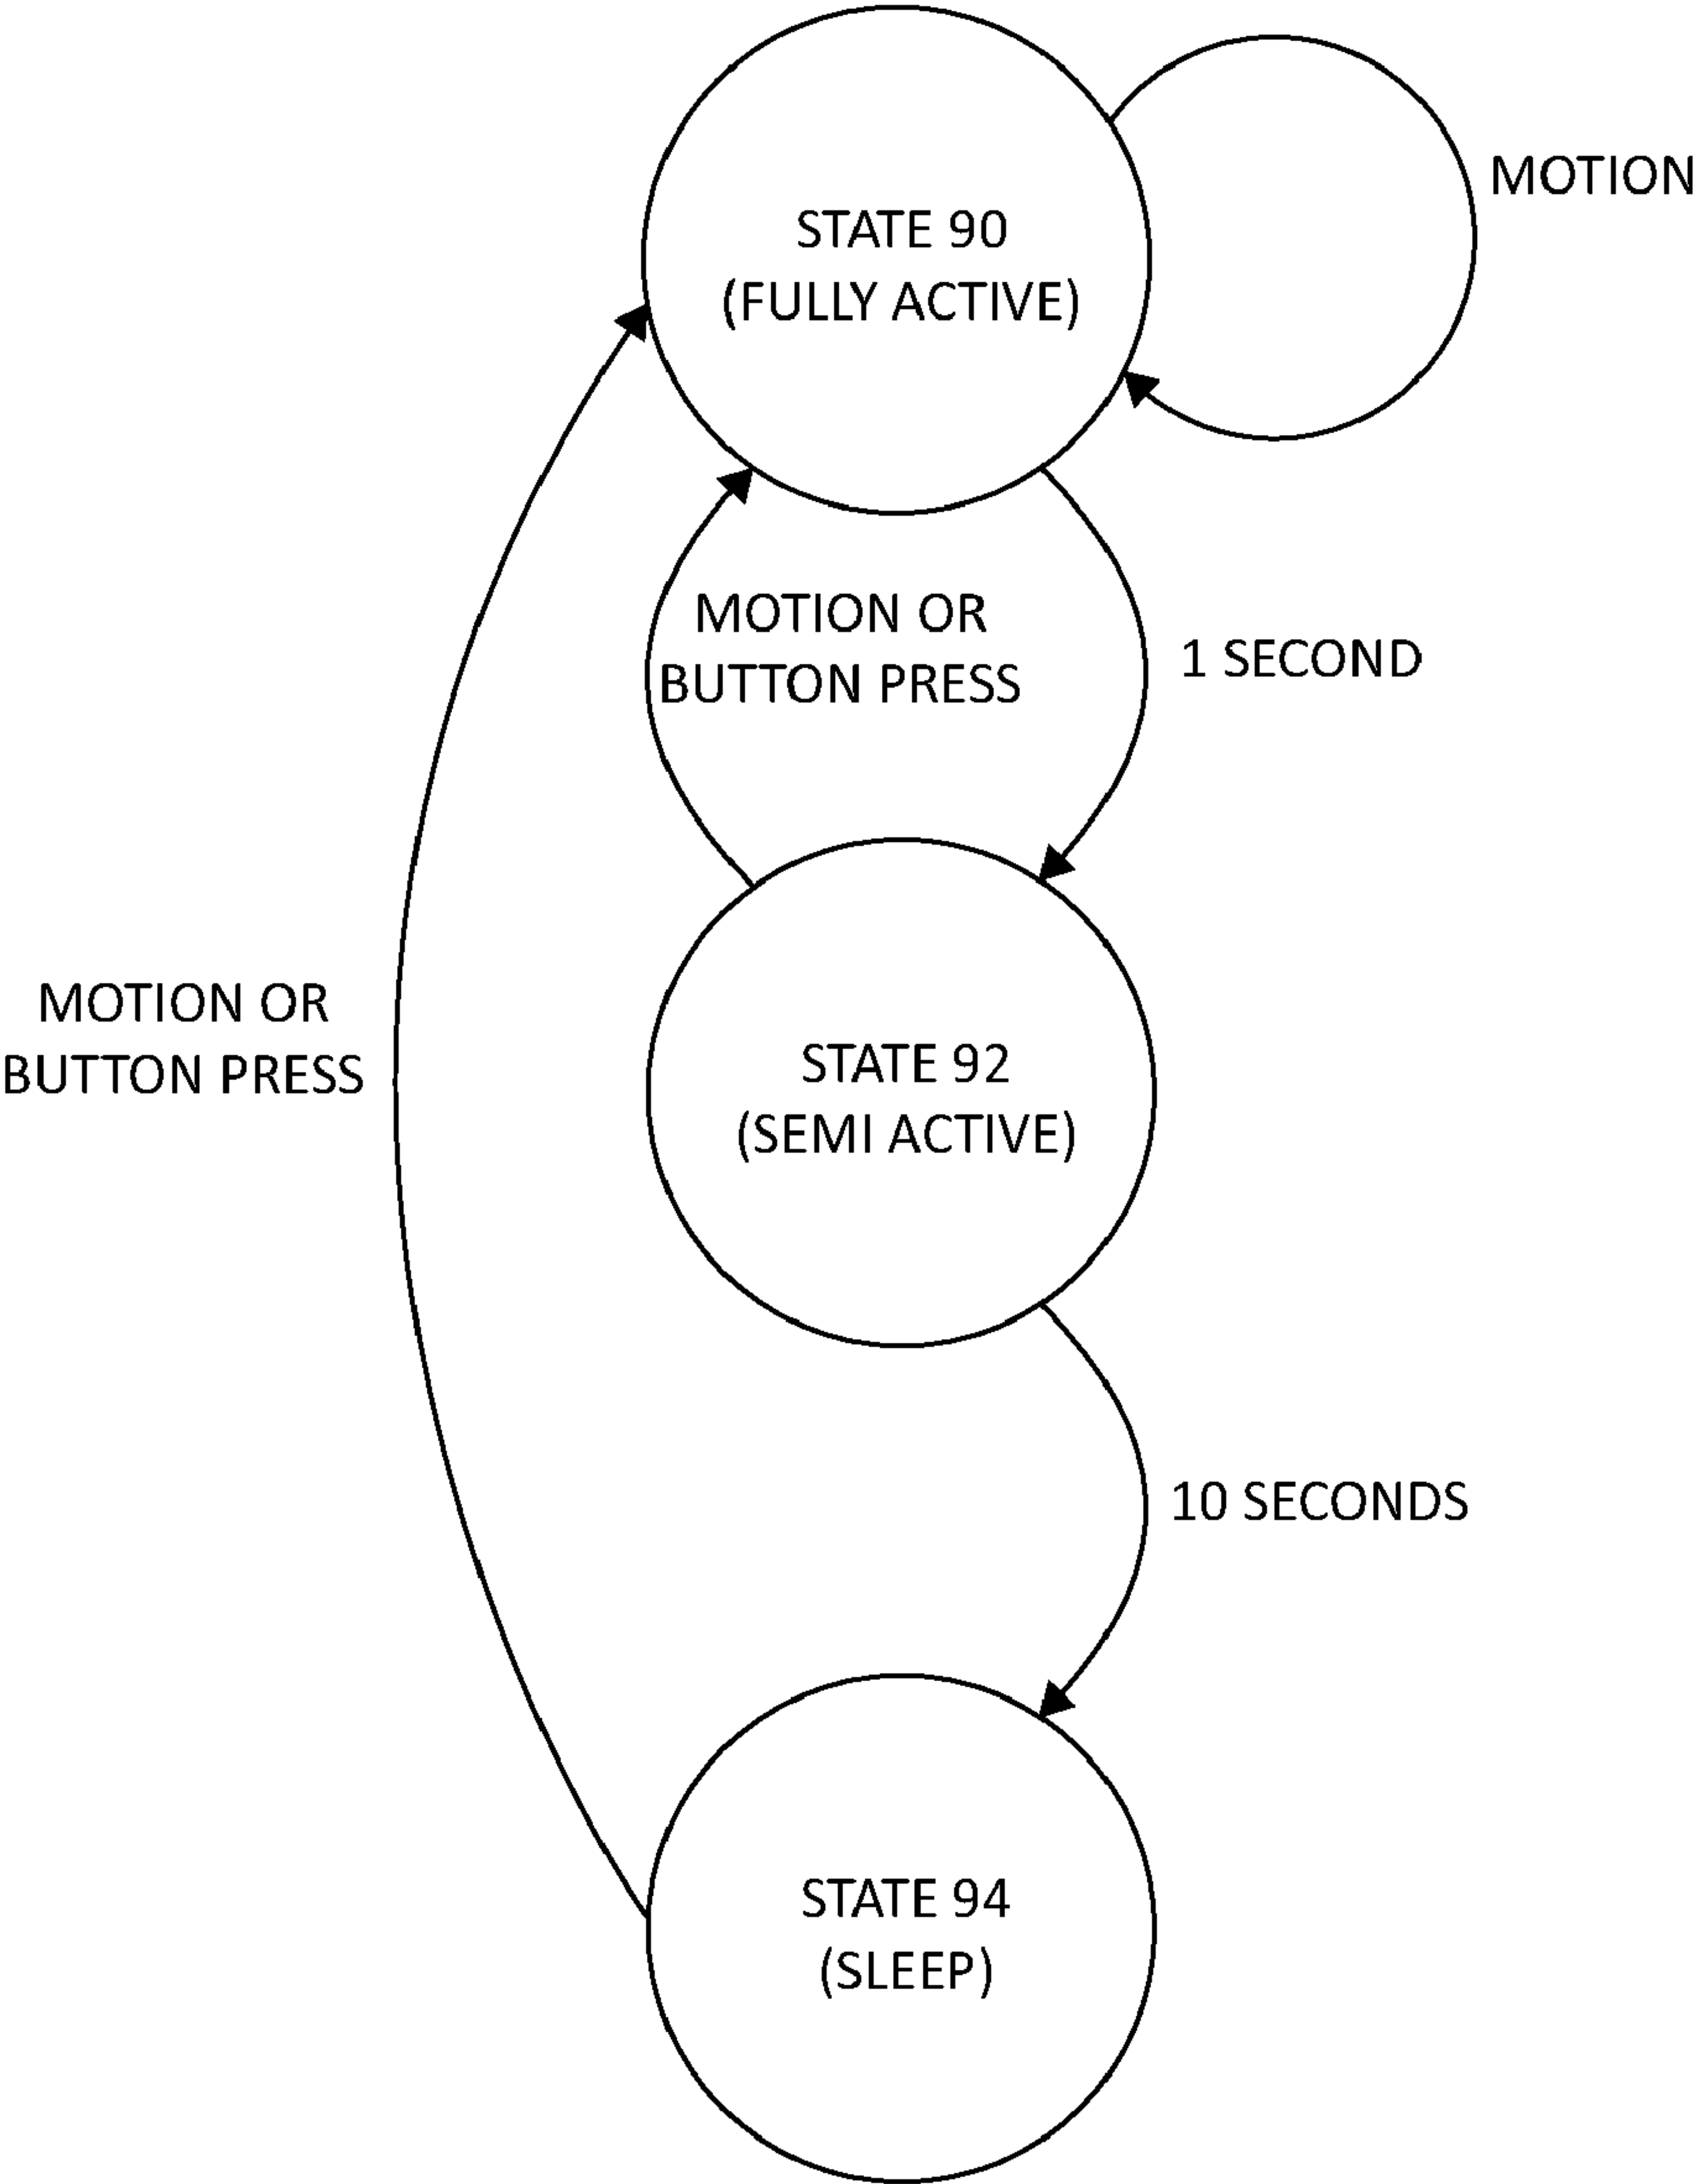 MOTION
STATE 90
(FULLY ACTIVE)
MOTION OR
BUTTON PRESS
1 SECOND
MOTION OR
BUTTON PRESS
STATE 92
(SEMI ACTIVE)
10 SECONDS
STATE 94
(SLEEP)